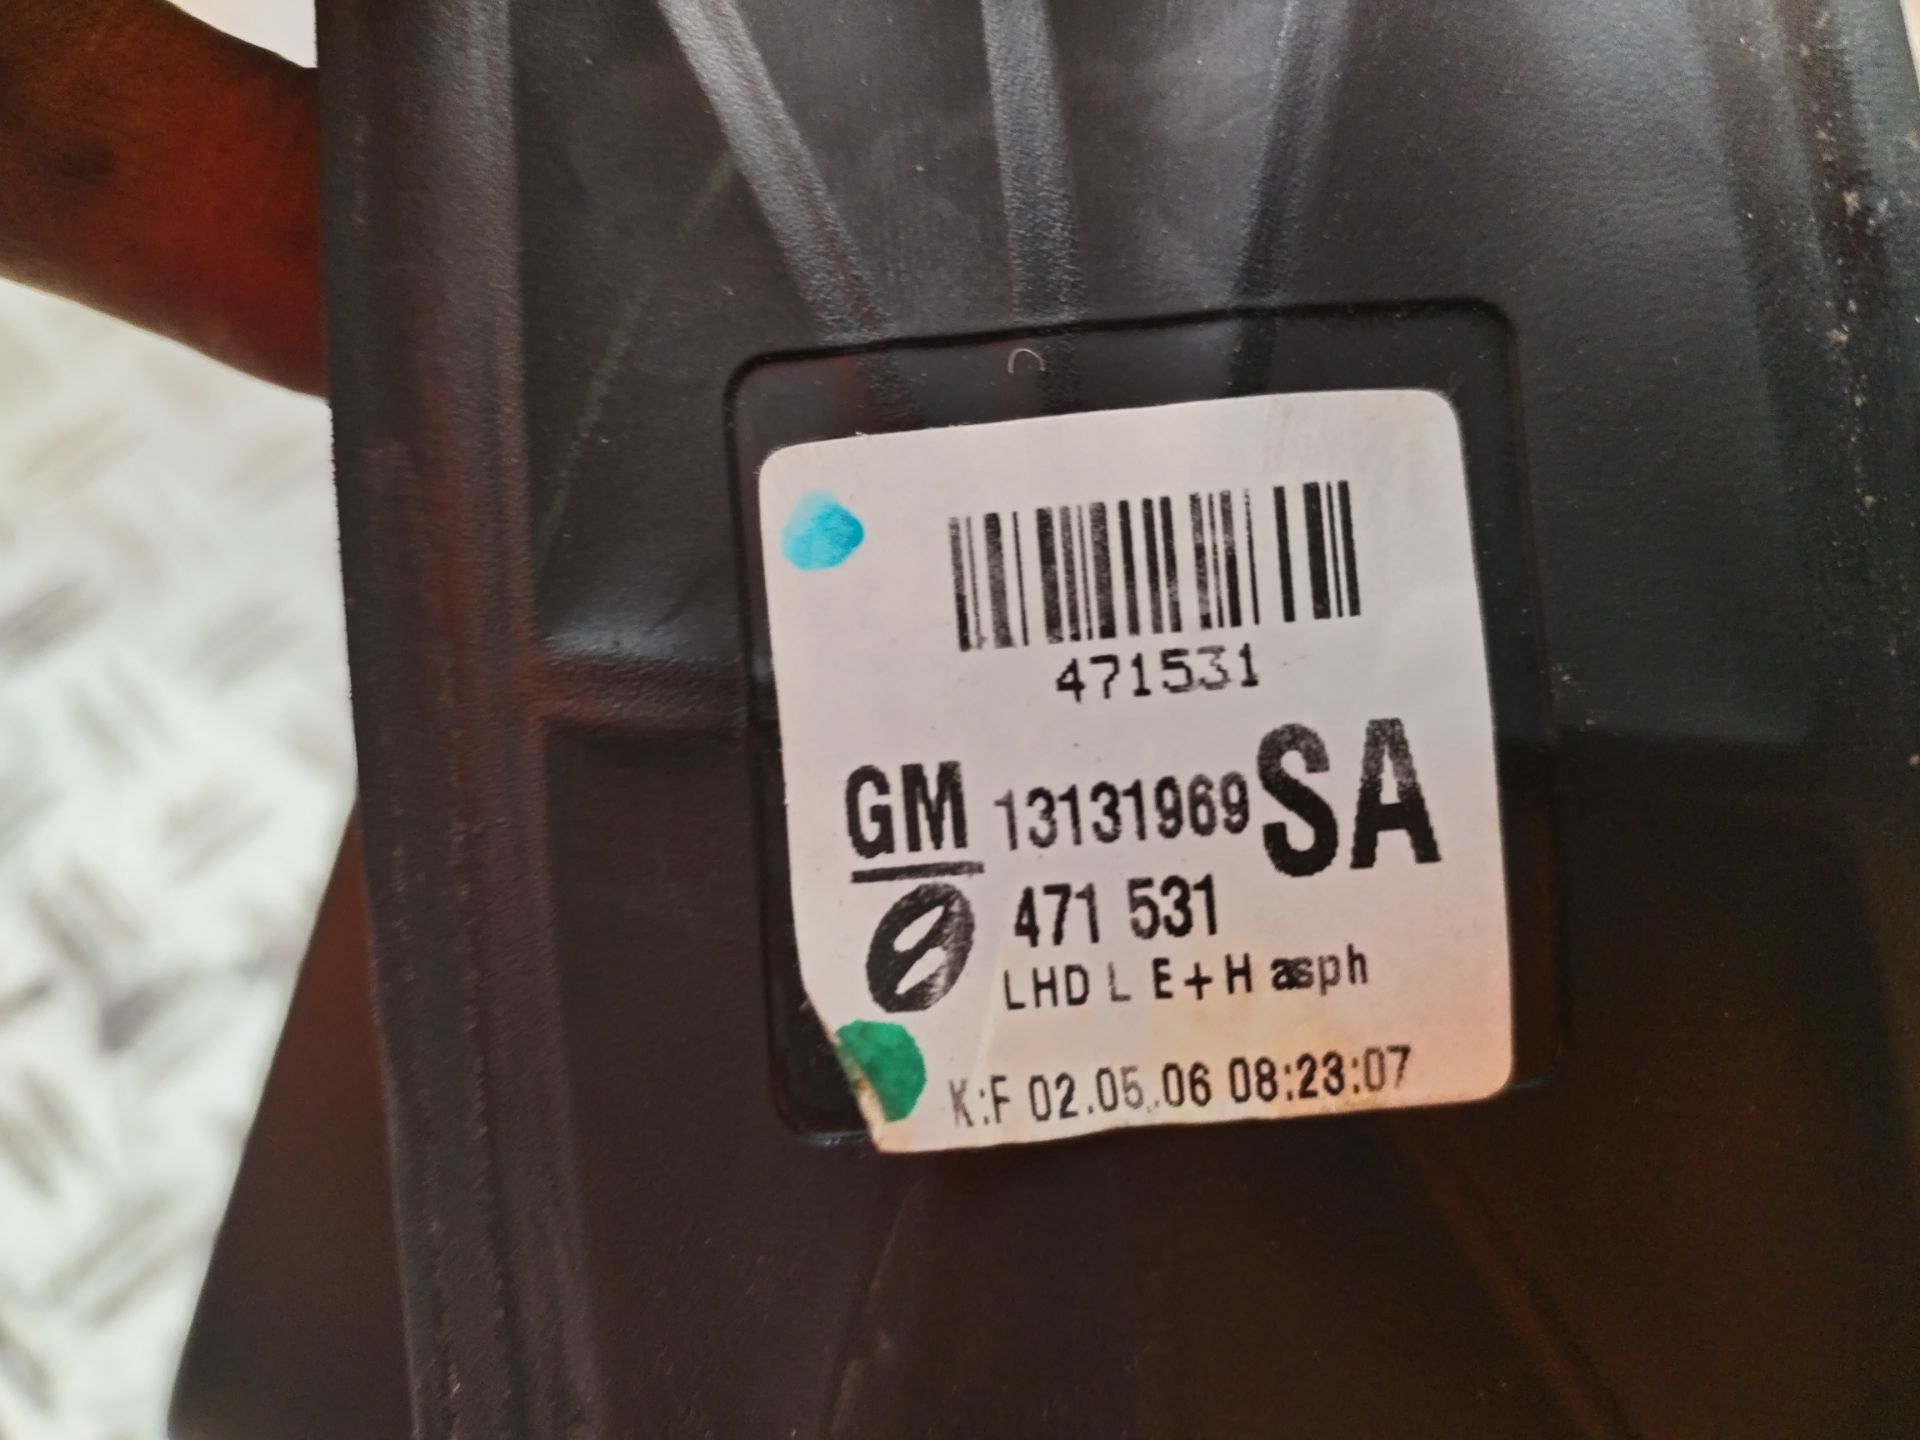 471531
GM 13131969 SA
471 531
LHD L E+H asph
K:F 02.05.06 08:23:07